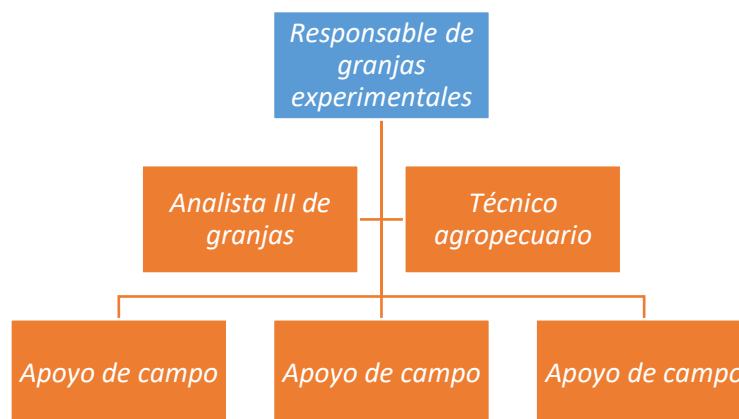 Responsable de
granjas
experimentales
Analista III de
granjas
Técnico
agropecuario
Apoyo de campo
Apoyo de campo
Apoyo de campo